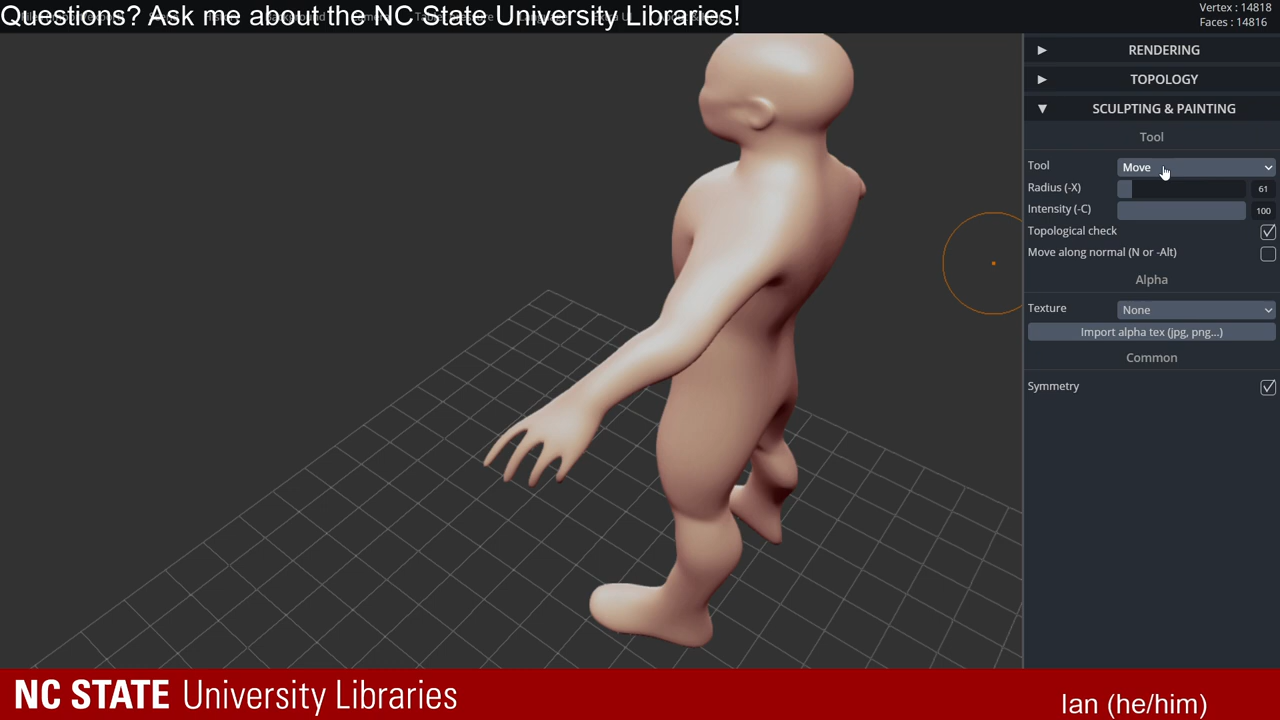 Questions? Ask me about the NC State University Libraries!
Vertex : 14818
Faces : 14816
RENDERING
TOPOLOGY
SCULPTING & PAINTING
Tool
Tool Move
Radius (-X) 61
Intensity (-C) 100
Topological check
Move along normal (N or -Alt)
Alpha
Texture None
Import alpha tex (jpg, png...)
Common
Symmetry
NC STATE University Libraries
Ian (he/him)